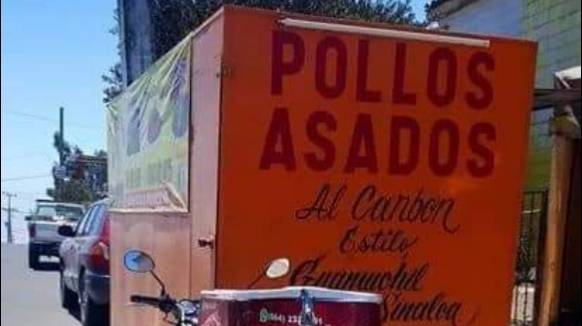 POLLOS
ASADOS
Al Carbon
Estilo
Guamuchil
Sinaloa